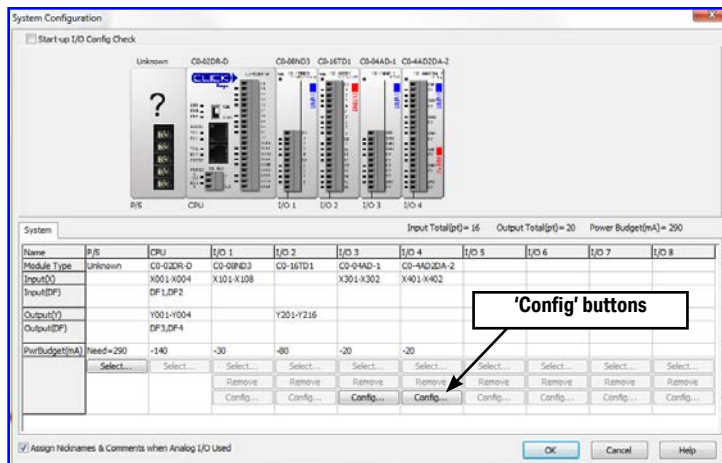 System Configuration
Start-up I/O Config Check
Unknown C0-02DR-D C0-08ND3 C0-16TD1 C0-04AD-1 C0-4AD2DA-2
CLICK
?
P/S CPU I/O 1 I/O 2 I/O 3 I/O 4
System Input Total(pt)= 16 Output Total(pt)= 20 Power Budget(mA)= 290
Name P/S CPU I/O 1 I/O 2 I/O 3 I/O 4 I/O 5 I/O 6 I/O 7 I/O 8
Module Type Unknown C0-02DR-D C0-08ND3 C0-16TD1 C0-04AD-1 C0-4AD2DA-2
Input(X) X001-X004 X101-X108 X301-X302 X401-X402
Input(DF) DF1,DF2
'Config' buttons
Output(Y) Y001-Y004 Y201-Y216
Output(DF) DF3,DF4
PwrBudget(mA) Need=290 -140 -30 -80 -20 -20
Select... Select... Select... Select... Select... Select... Select... Select... Select... Select...
Remove Remove Remove Remove Remove Remove Remove Remove
Config... Config... Config... Config... Config... Config... Config... Config...
Assign Nicknames & Comments when Analog I/O Used
OK Cancel Help